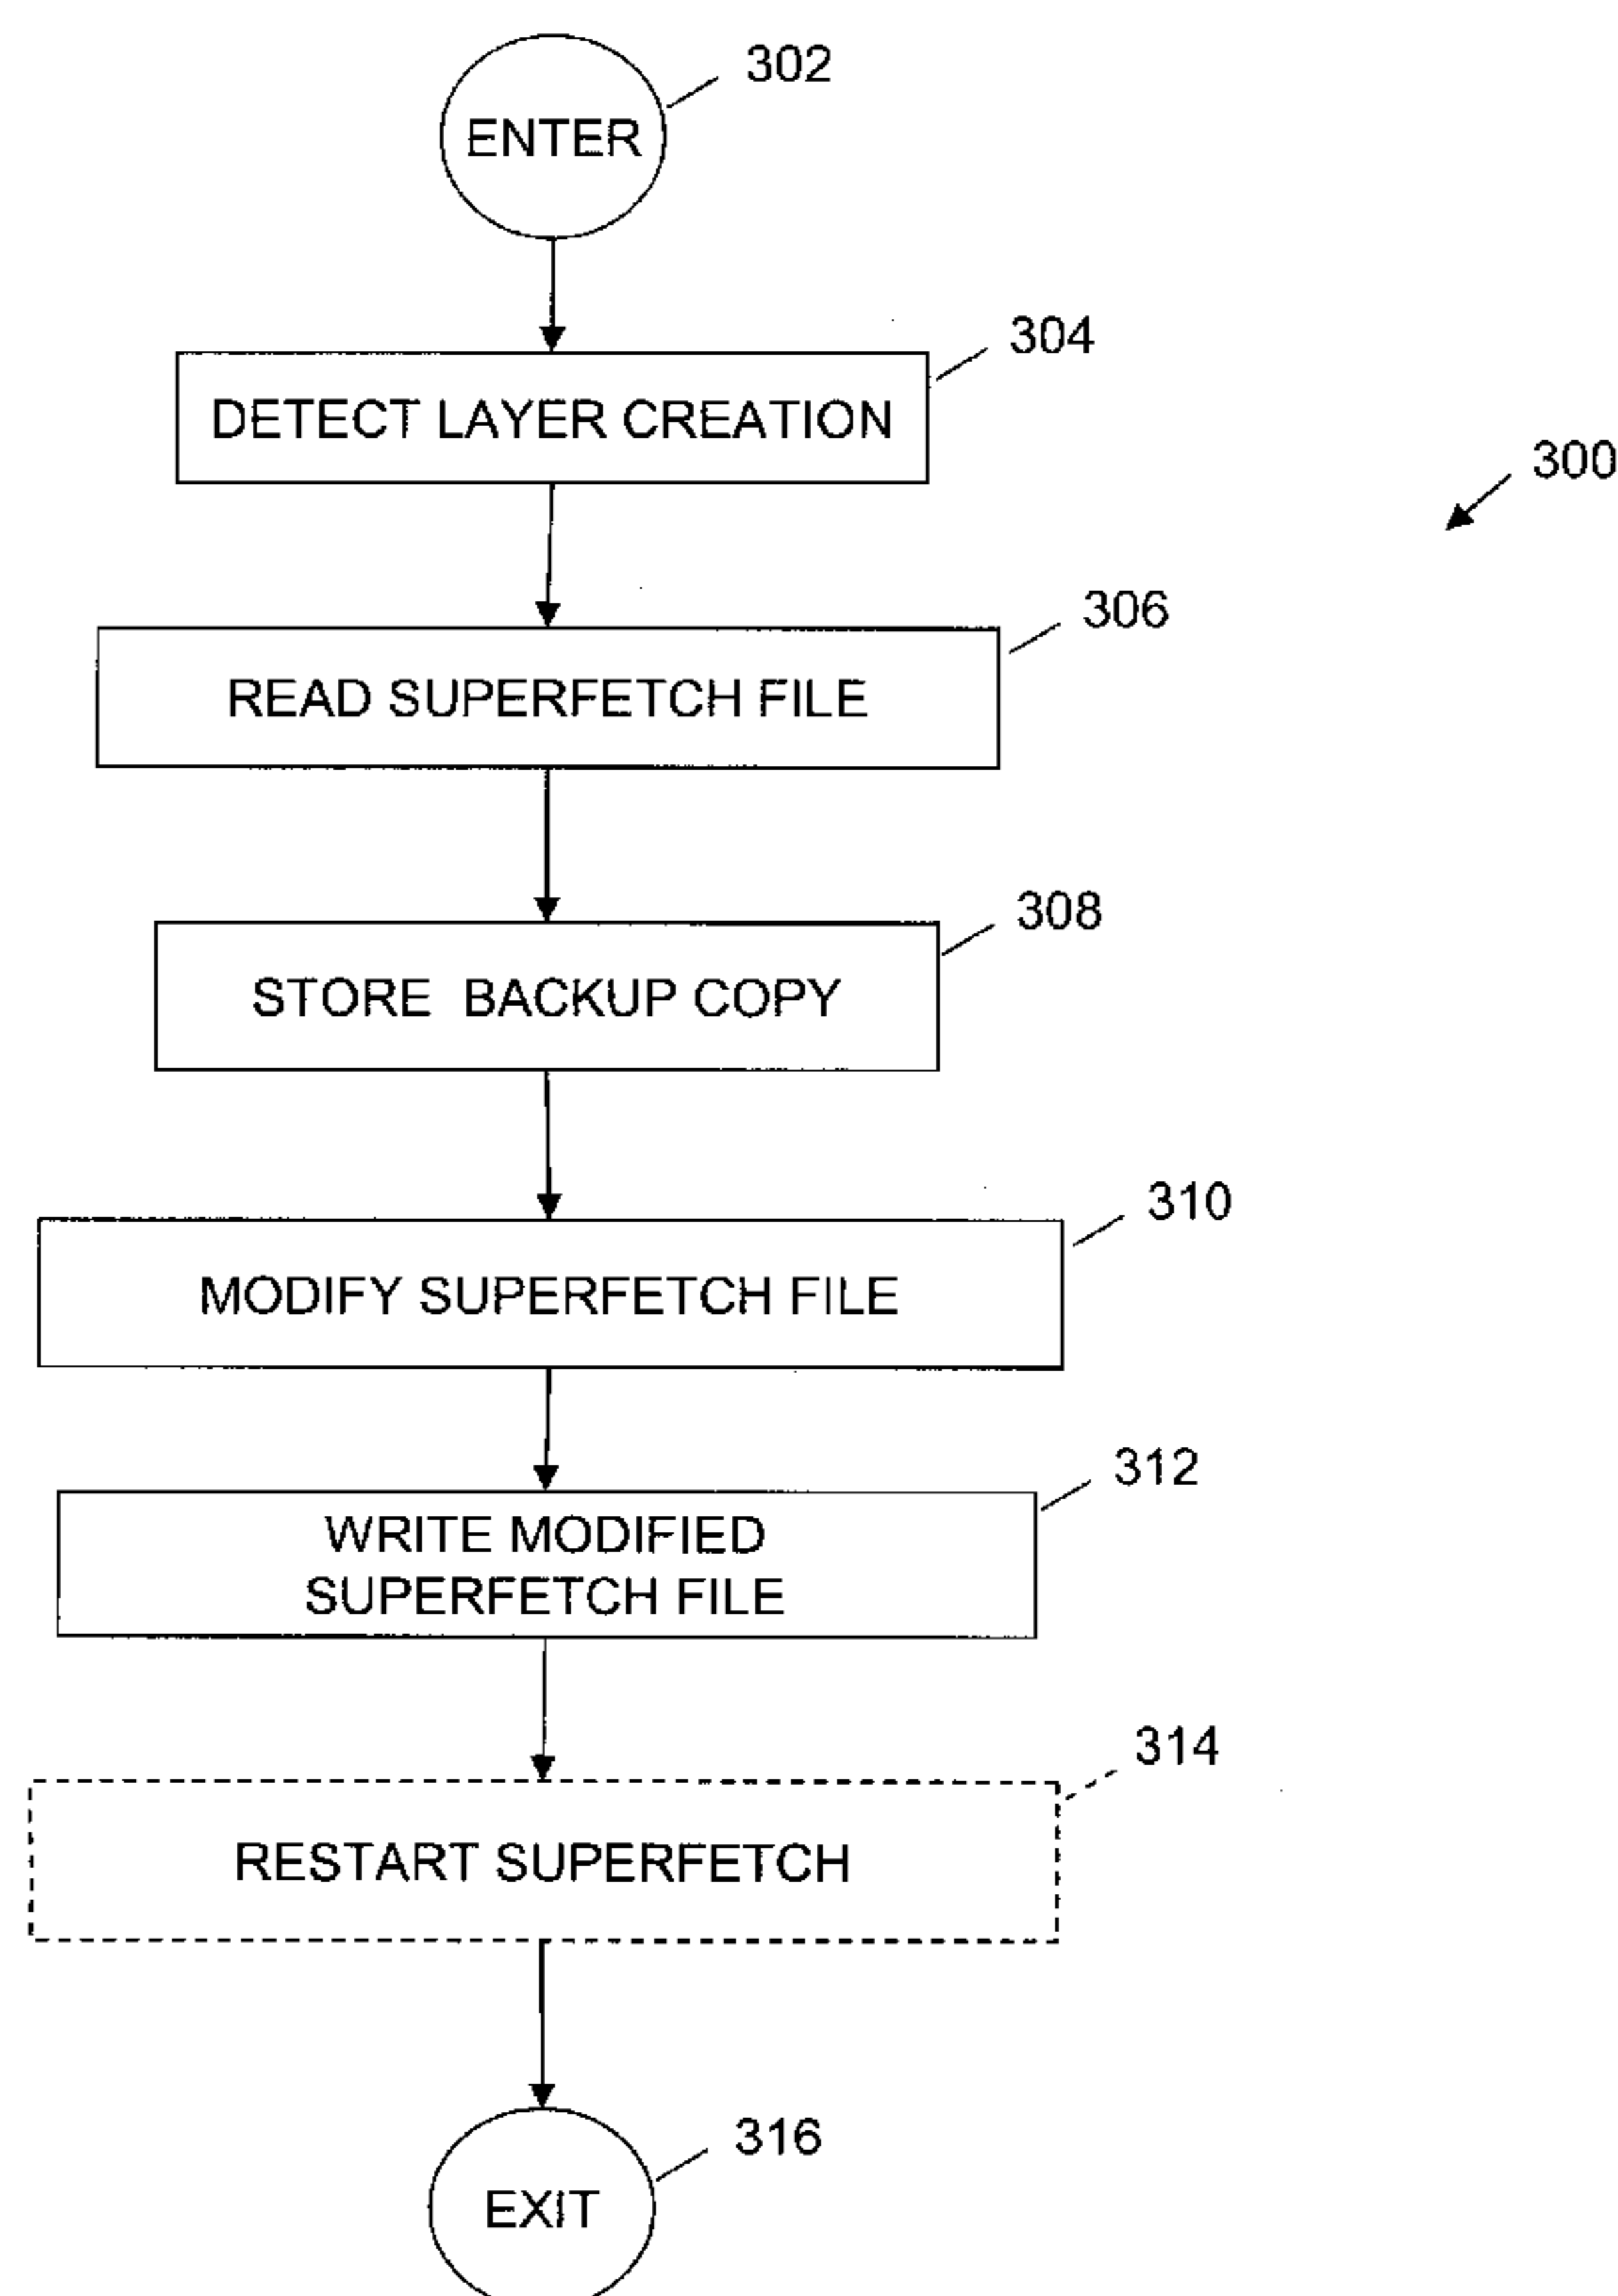 302
ENTER
304
DETECT LAYER CREATION
300
306
READ SUPERFETCH FILE
308
STORE BACKUP COPY
310
MODIFY SUPERFETCH FILE
312
WRITE MODIFIED
SUPERFETCH FILE
314
RESTART SUPERFETCH
316
EXIT